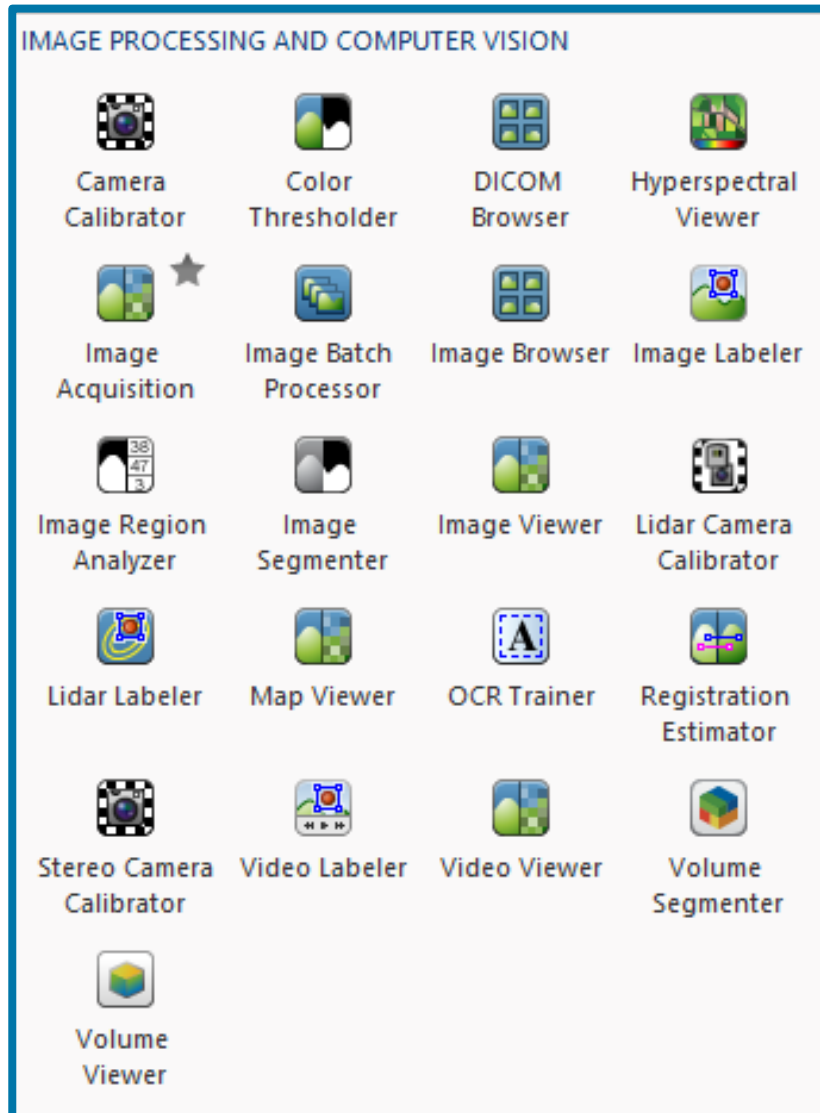 IMAGE PROCESSING AND COMPUTER VISION
Camera
Calibrator
Color
Thresholder
DICOM
Browser
Hyperspectral
Viewer
Image
Acquisition
Image Batch
Processor
Image Browser
Image Labeler
38
47
3
Image Region
Analyzer
Image
Segmenter
Image Viewer
Lidar Camera
Calibrator
Lidar Labeler
Map Viewer
A
OCR Trainer
Registration
Estimator
Stereo Camera
Calibrator
Video Labeler
Video Viewer
Volume
Segmenter
Volume
Viewer